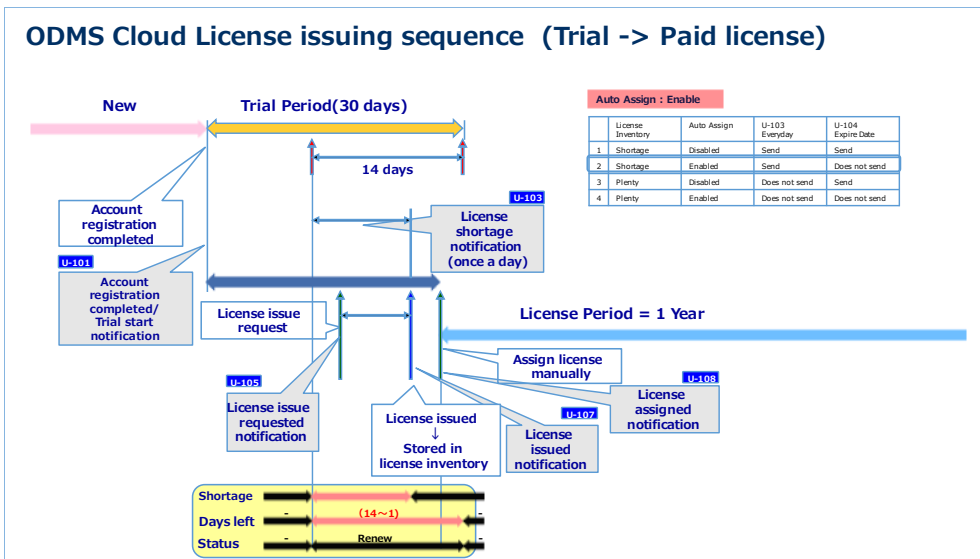 ODMS Cloud License issuing sequence (Trial -> Paid license)
New
Trial Period(30 days)
Auto Assign : Enable
License Inventory
Auto Assign
U-103 Everyday
U-104 Expire Date
1 Shortage Disabled Send Send
2 Shortage Enabled Send Does not send
3 Plenty Disabled Does not send Send
4 Plenty Enabled Does not send Does not send
14 days
Account
registration
completed
U-103
License
shortage
notification
(once a day)
U-101
Account
registration
completed/
Trial start
notification
License issue
request
License Period = 1 Year
Assign license
manually
U-105
License issue
requested
notification
License issued
↓
Stored in
license inventory
U-107
License
issued
notification
U-108
License
assigned
notification
Shortage
- (14～1) -
Days left
- Renew -
Status